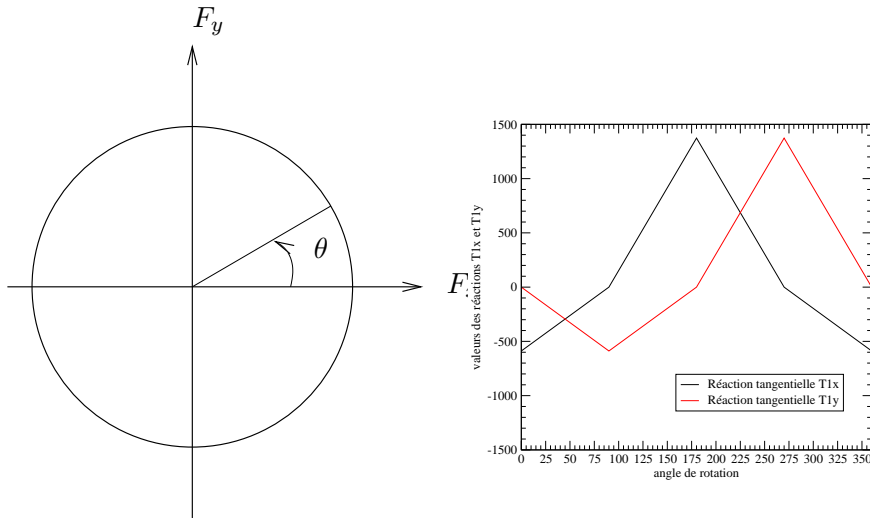 F_y
θ
F
valeurs des réactions T1x et T1y
1500
1000
500
0
-500
-1000
-1500
0 25 50 75 100 125 150 175 200 225 250 275 300 325 350
angle de rotation
Réaction tangentielle T1x
Réaction tangentielle T1y